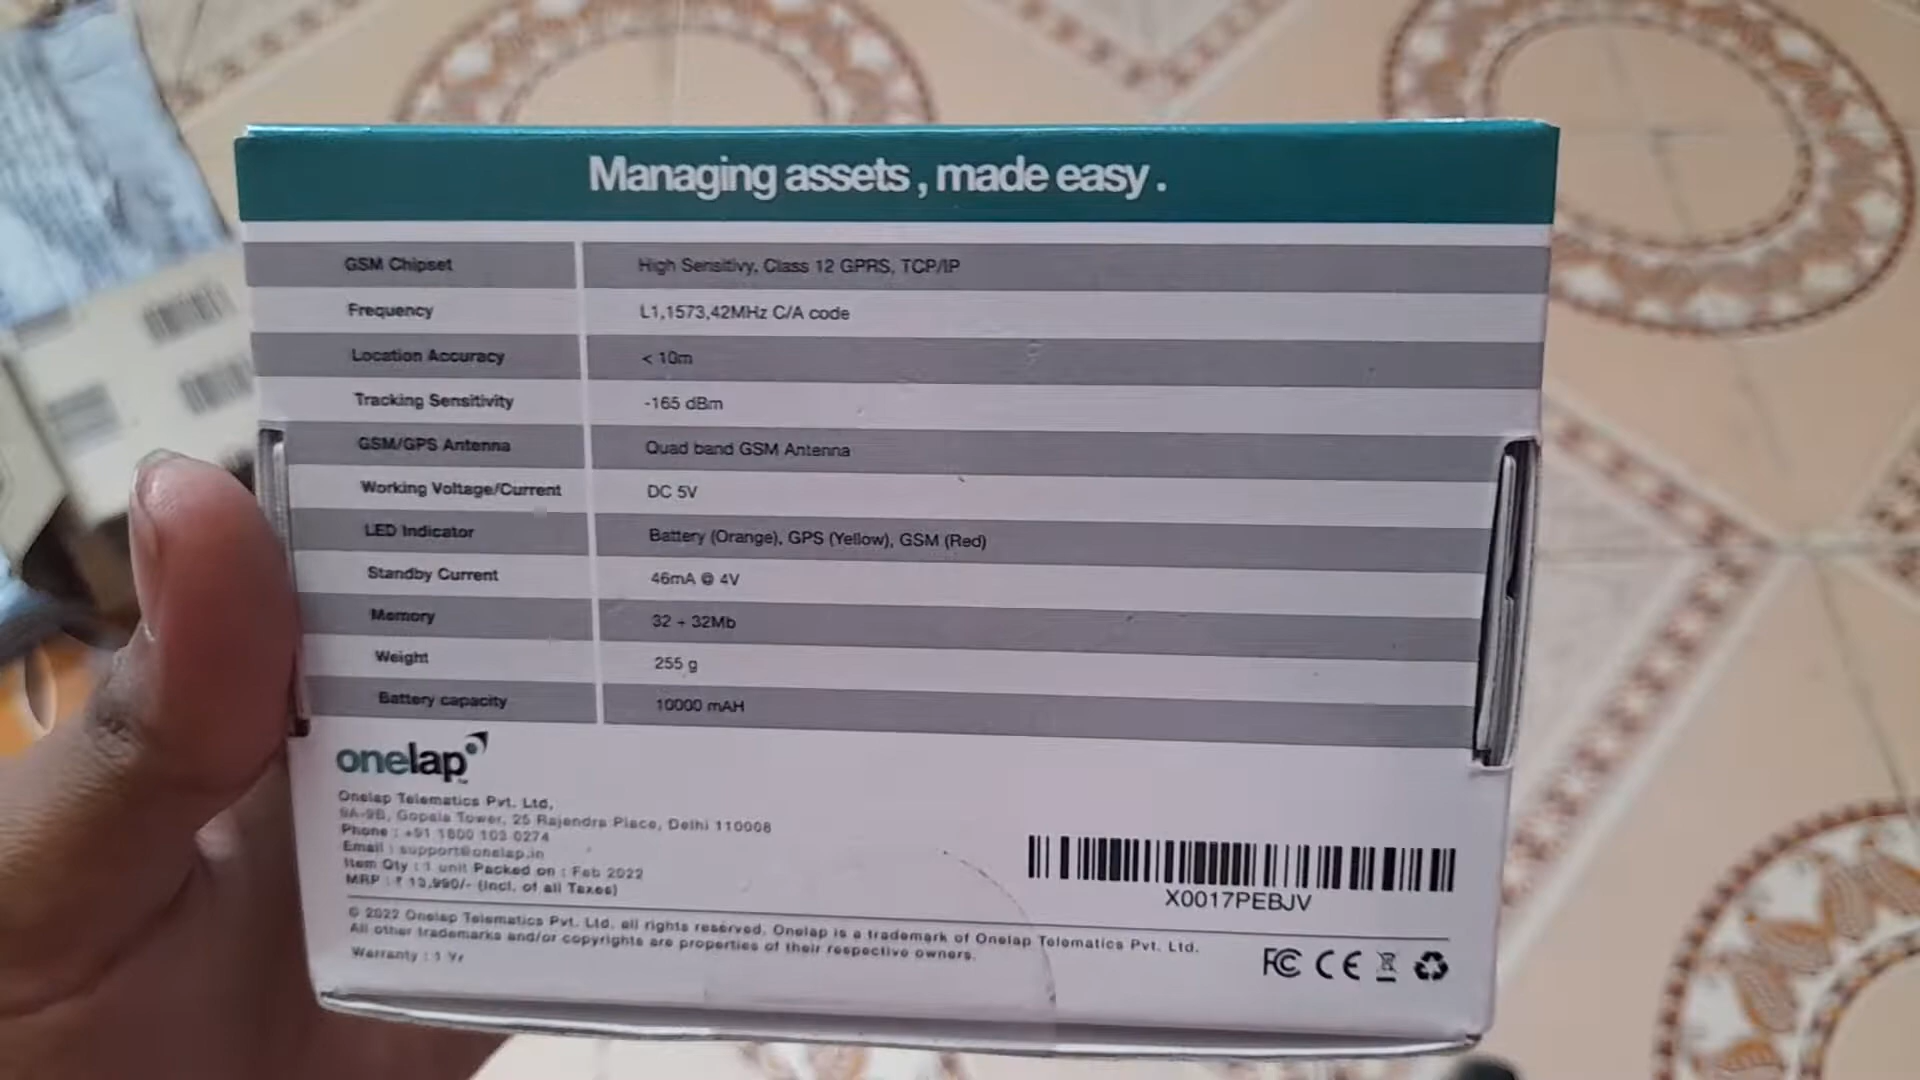 Managing assets , made easy .
GSM Chipset High Sensitivy, Class 12 GPRS, TCP/IP
Frequency L1,1573,42MHz C/A code
Location Accuracy < 10m
Tracking Sensitivity -165 dBm
GSM/GPS Antenna Quad band GSM Antenna
Working Voltage/Current DC 5V
LED Indicator Battery (Orange), GPS (Yellow), GSM (Red)
Standby Current 46mA @ 4V
Memory 32 + 32Mb
Weight 255 g
Battery capacity 10000 mAH
onelap
Onelap Telematics Pvt. Ltd,
9A-9B, Gopala Tower, 25 Rajendra Place, Delhi 110008
Phone : +91 1800 103 0274
Email : support@onelap.in
Item Qty : 1 unit Packed on : Feb 2022
MRP : ₹ (Incl. of all Taxes)
X0017PEBJV
© 2022 Onelap Telematics Pvt. Ltd. all rights reserved. Onelap is a trademark of Onelap Telematics Pvt. Ltd.
All other trademarks and/or copyrights are properties of their respective owners.
Warranty : 1 Yr
FC CE